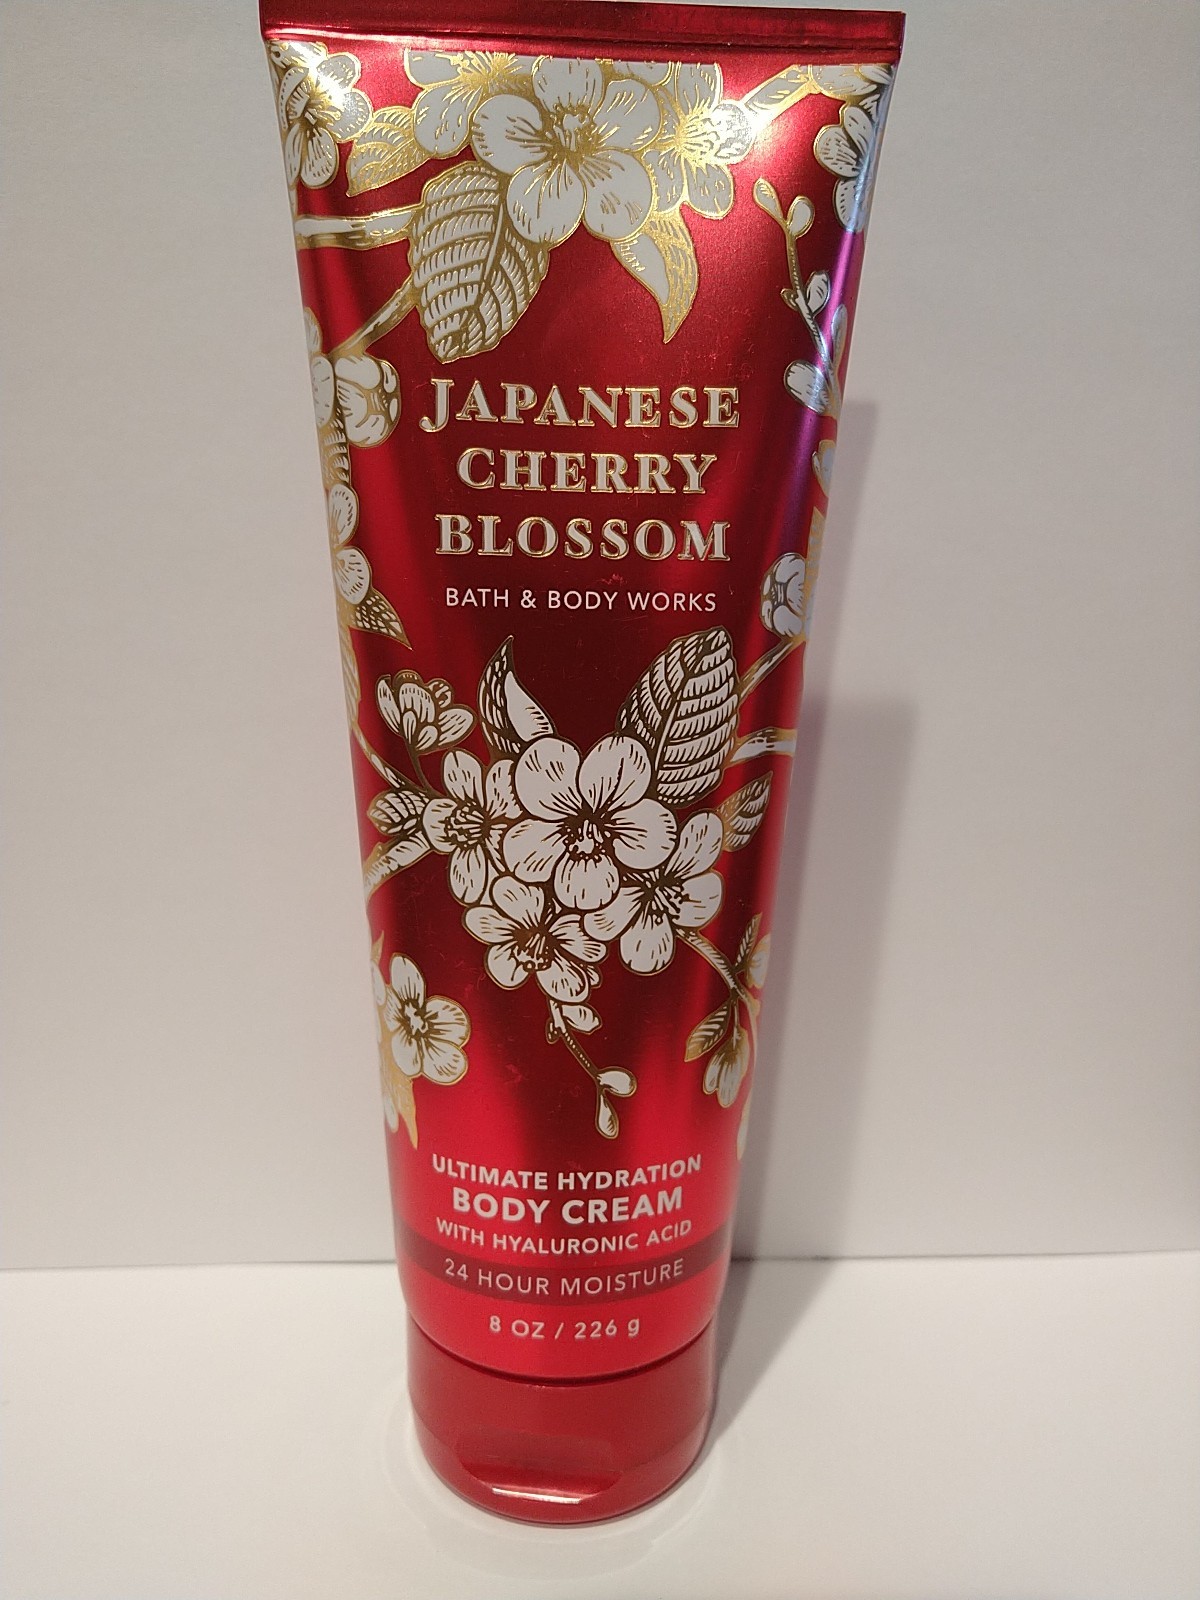 JAPANESE
CHERRY
BLOSSOM
BATH & BODY WORKS
ULTIMATE HYDRATION
BODY CREAM
WITH HYALURONIC ACID
24 HOUR MOISTURE
8 OZ / 226 g